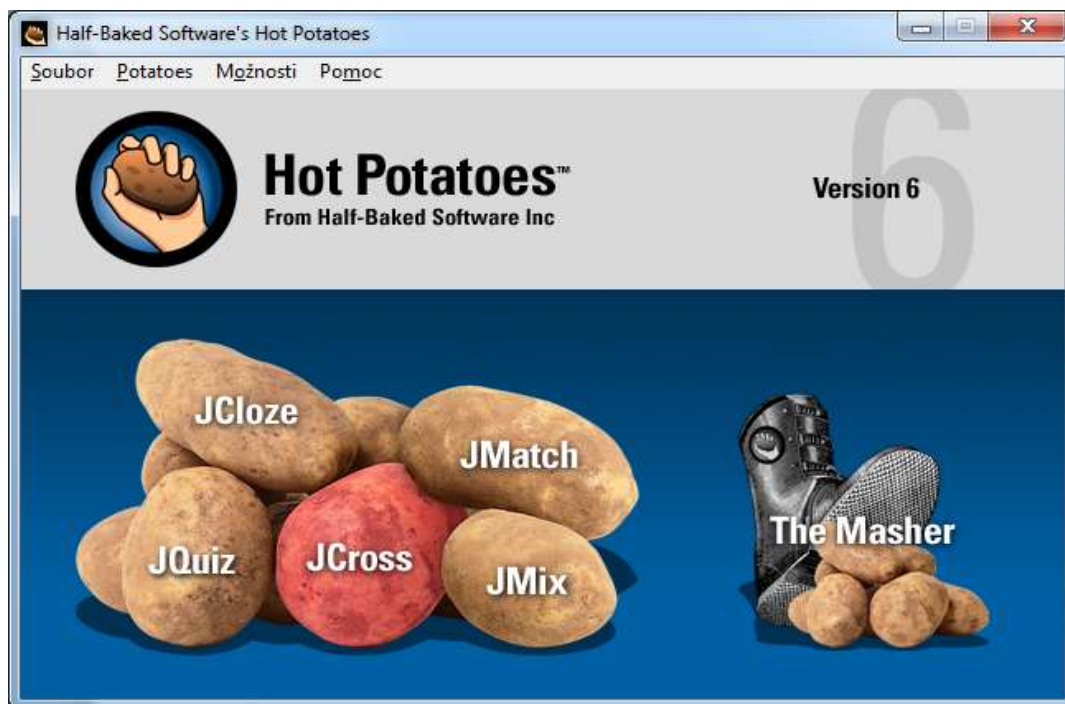 Half-Baked Software's Hot Potatoes
Soubor Potatoes Možnosti Pomoc
Hot Potatoes™
From Half-Baked Software Inc
Version 6
6
JCloze
JMatch
JQuiz
JCross
JMix
The Masher